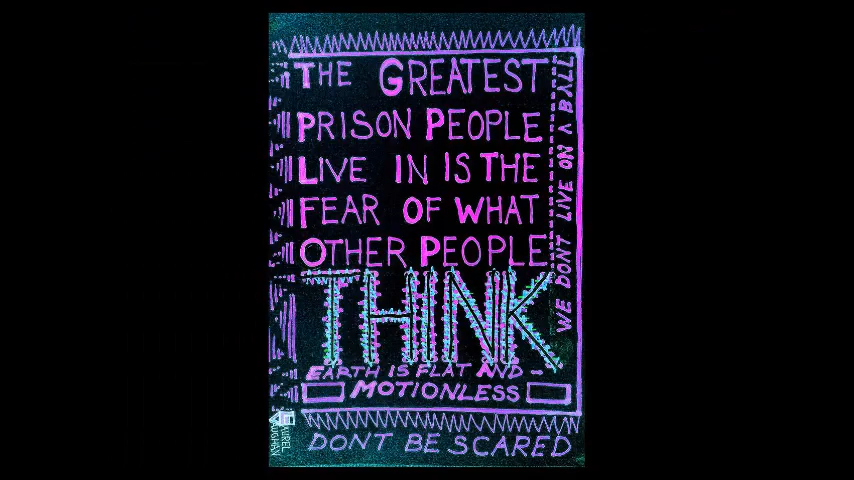 THE GREATEST
PRISON PEOPLE
LIVE IN IS THE
FEAR OF WHAT
OTHER PEOPLE
THINK
EARTH IS FLAT AND -
MOTIONLESS
DONT BE SCARED
WE DONT LIVE ON A BALL